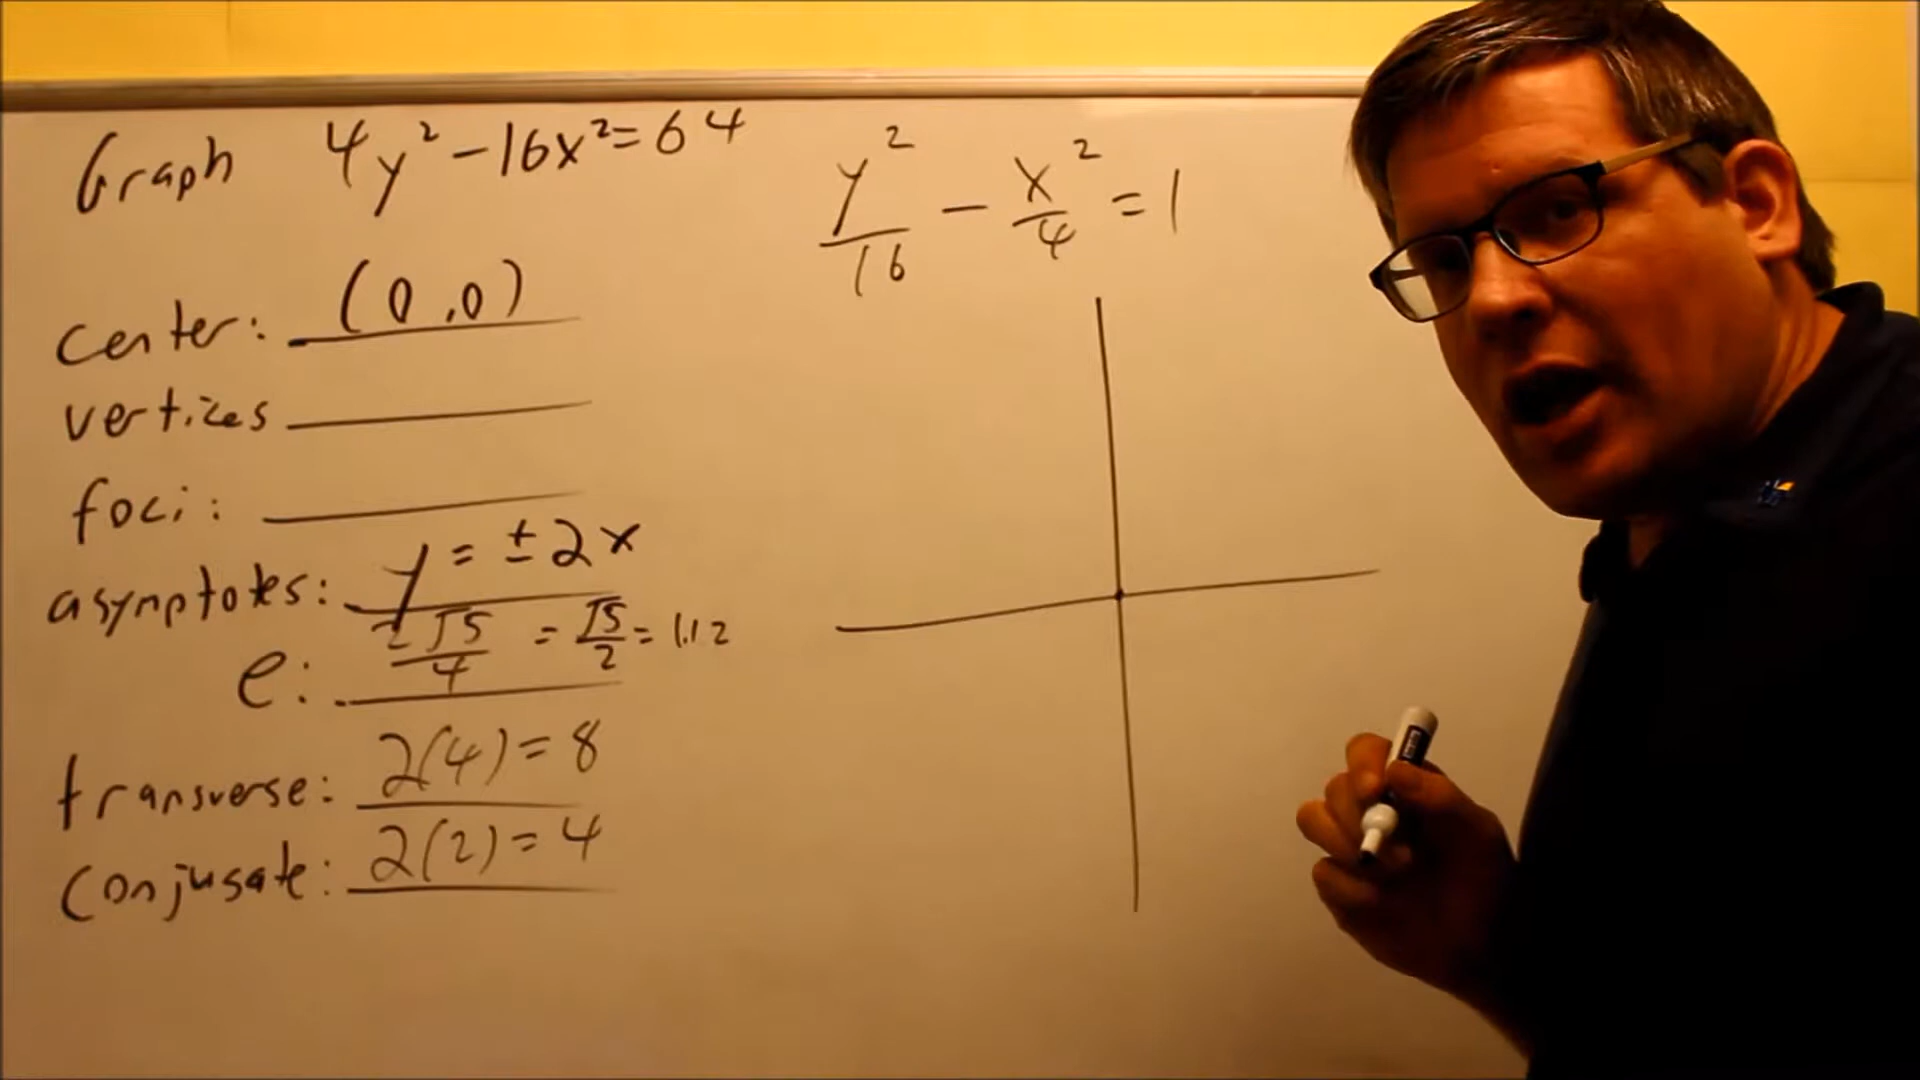 Graph 4y² - 16x² = 64
y²/16 - x²/4 = 1
center: (0,0)
vertices
foci:
asymptotes: y = ±2x
e: 2√5/4 = √5/2 = 1.12
transverse: 2(4) = 8
conjugate: 2(2) = 4